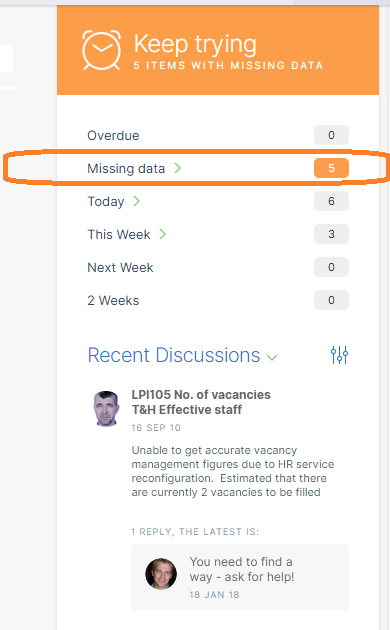 Keep trying
5 ITEMS WITH MISSING DATA
Overdue 0
Missing data 5
Today 6
This Week 3
Next Week 0
2 Weeks 0
Recent Discussions
LPI105 No. of vacancies
T&H Effective staff
16 SEP 10
Unable to get accurate vacancy
management figures due to HR service
reconfiguration.  Estimated that there
are currently 2 vacancies to be filled
1 REPLY, THE LATEST IS:
You need to find a
way - ask for help!
18 JAN 18